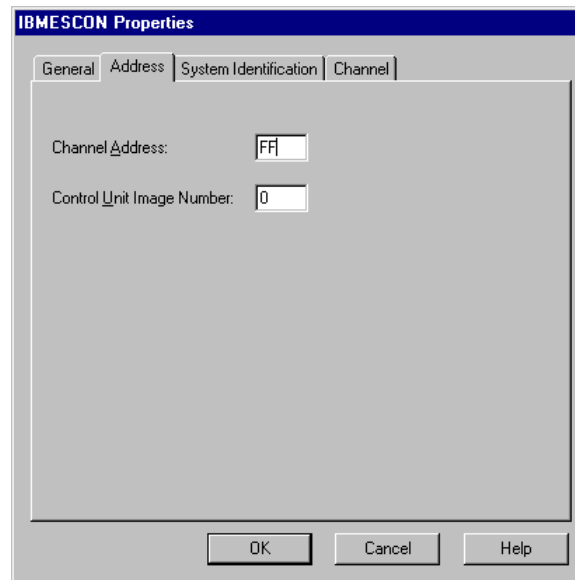 IBMESCON Properties
General Address System Identification Channel
Channel Address: FF
Control Unit Image Number: 0
OK Cancel Help